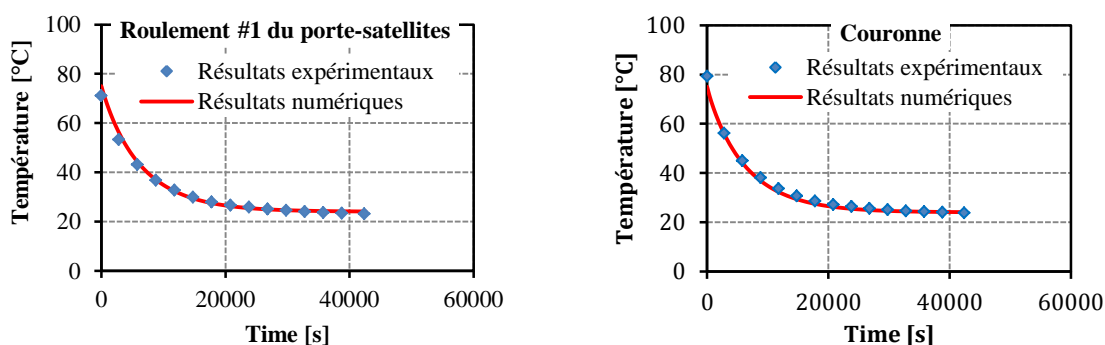 Roulement #1 du porte-satellites
Résultats expérimentaux
Résultats numériques
Température [°C]
100
80
60
40
20
0
0 20000 40000 60000
Time [s]
Couronne
Résultats expérimentaux
Résultats numériques
Température [°C]
100
80
60
40
20
0
0 20000 40000 60000
Time [s]